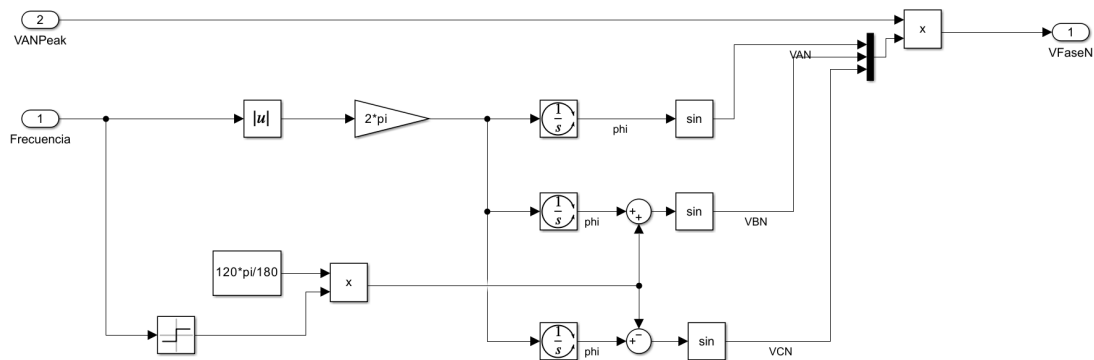 2
VANPeak
x
1
VFaseN
VAN
1
Frecuencia
|u|
2*pi
1
s
phi
sin
1
s
phi
+
+
sin
VBN
120*pi/180
x
1
s
phi
+
−
sin
VCN